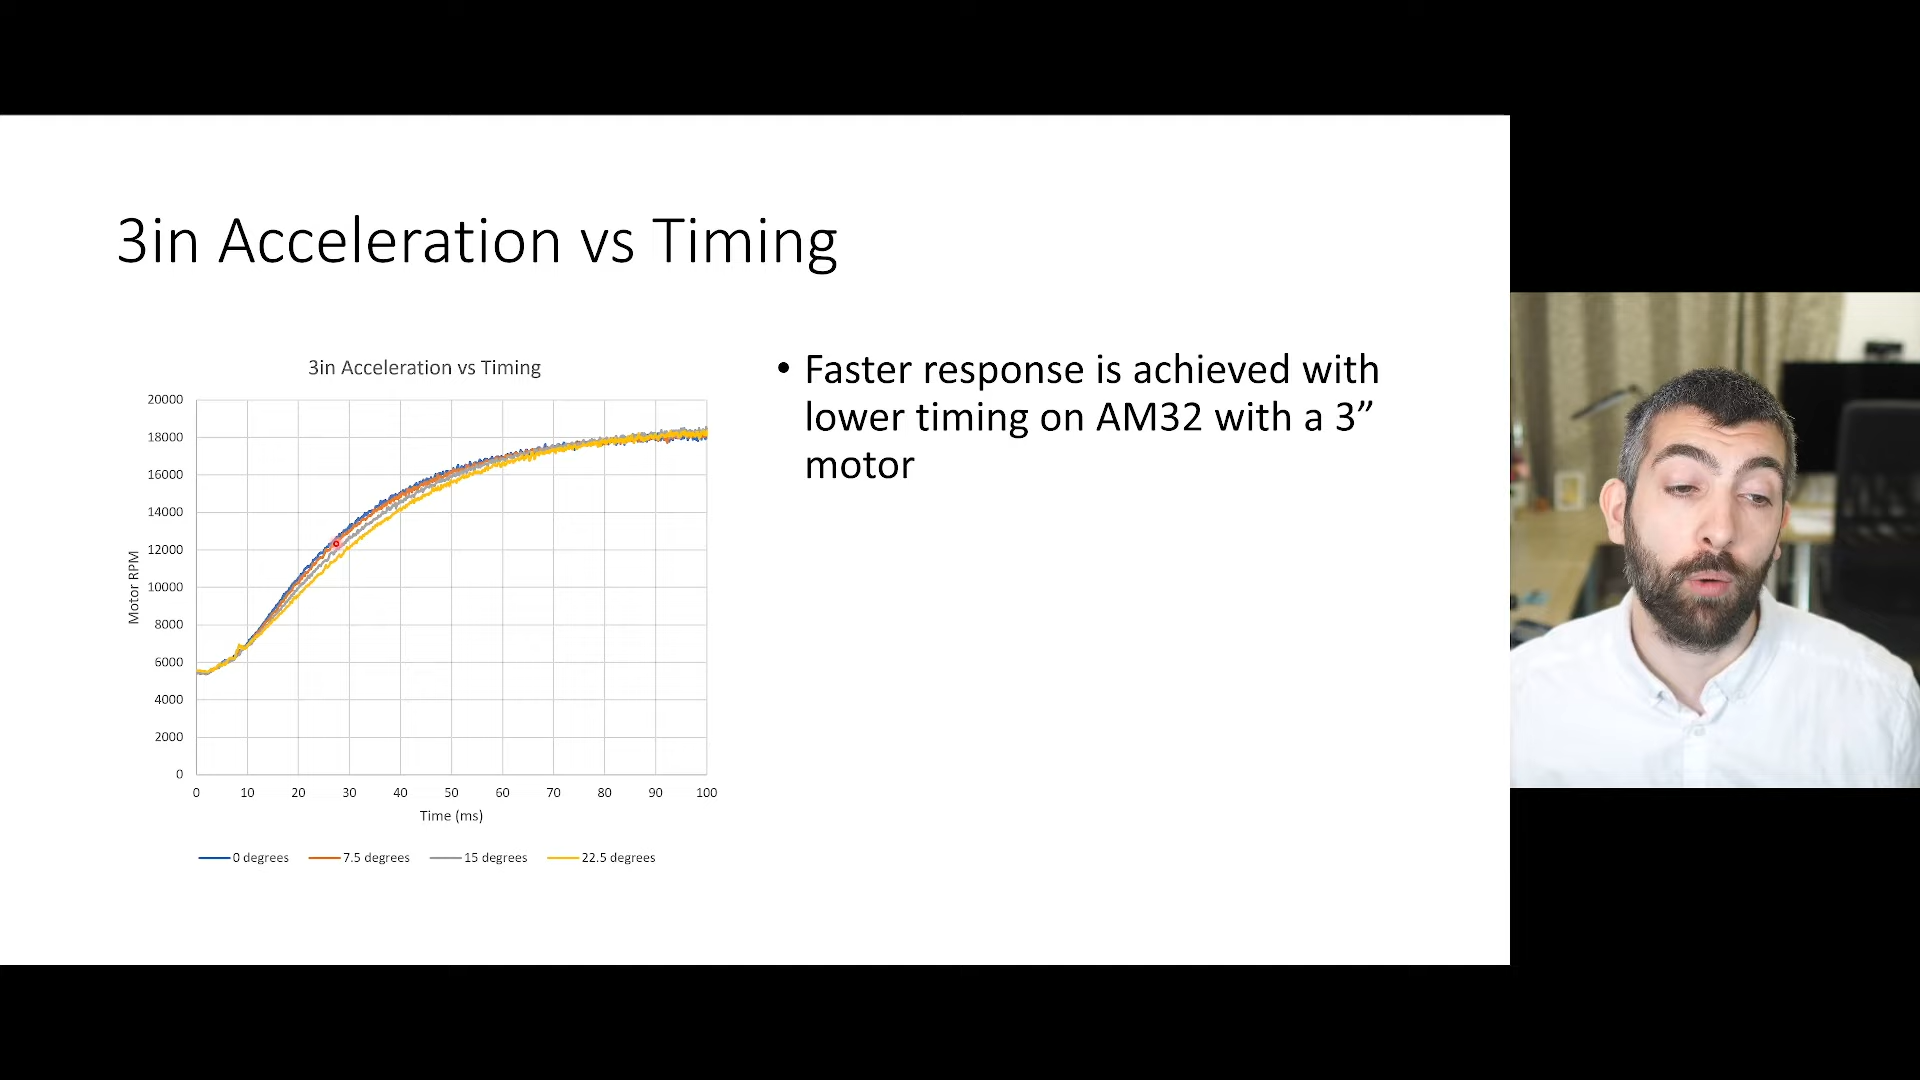 3in Acceleration vs Timing
3in Acceleration vs Timing
20000
18000
16000
14000
12000
10000
8000
6000
4000
2000
0
Motor RPM
0 10 20 30 40 50 60 70 80 90 100
Time (ms)
0 degrees 7.5 degrees 15 degrees 22.5 degrees
• Faster response is achieved with
lower timing on AM32 with a 3”
motor